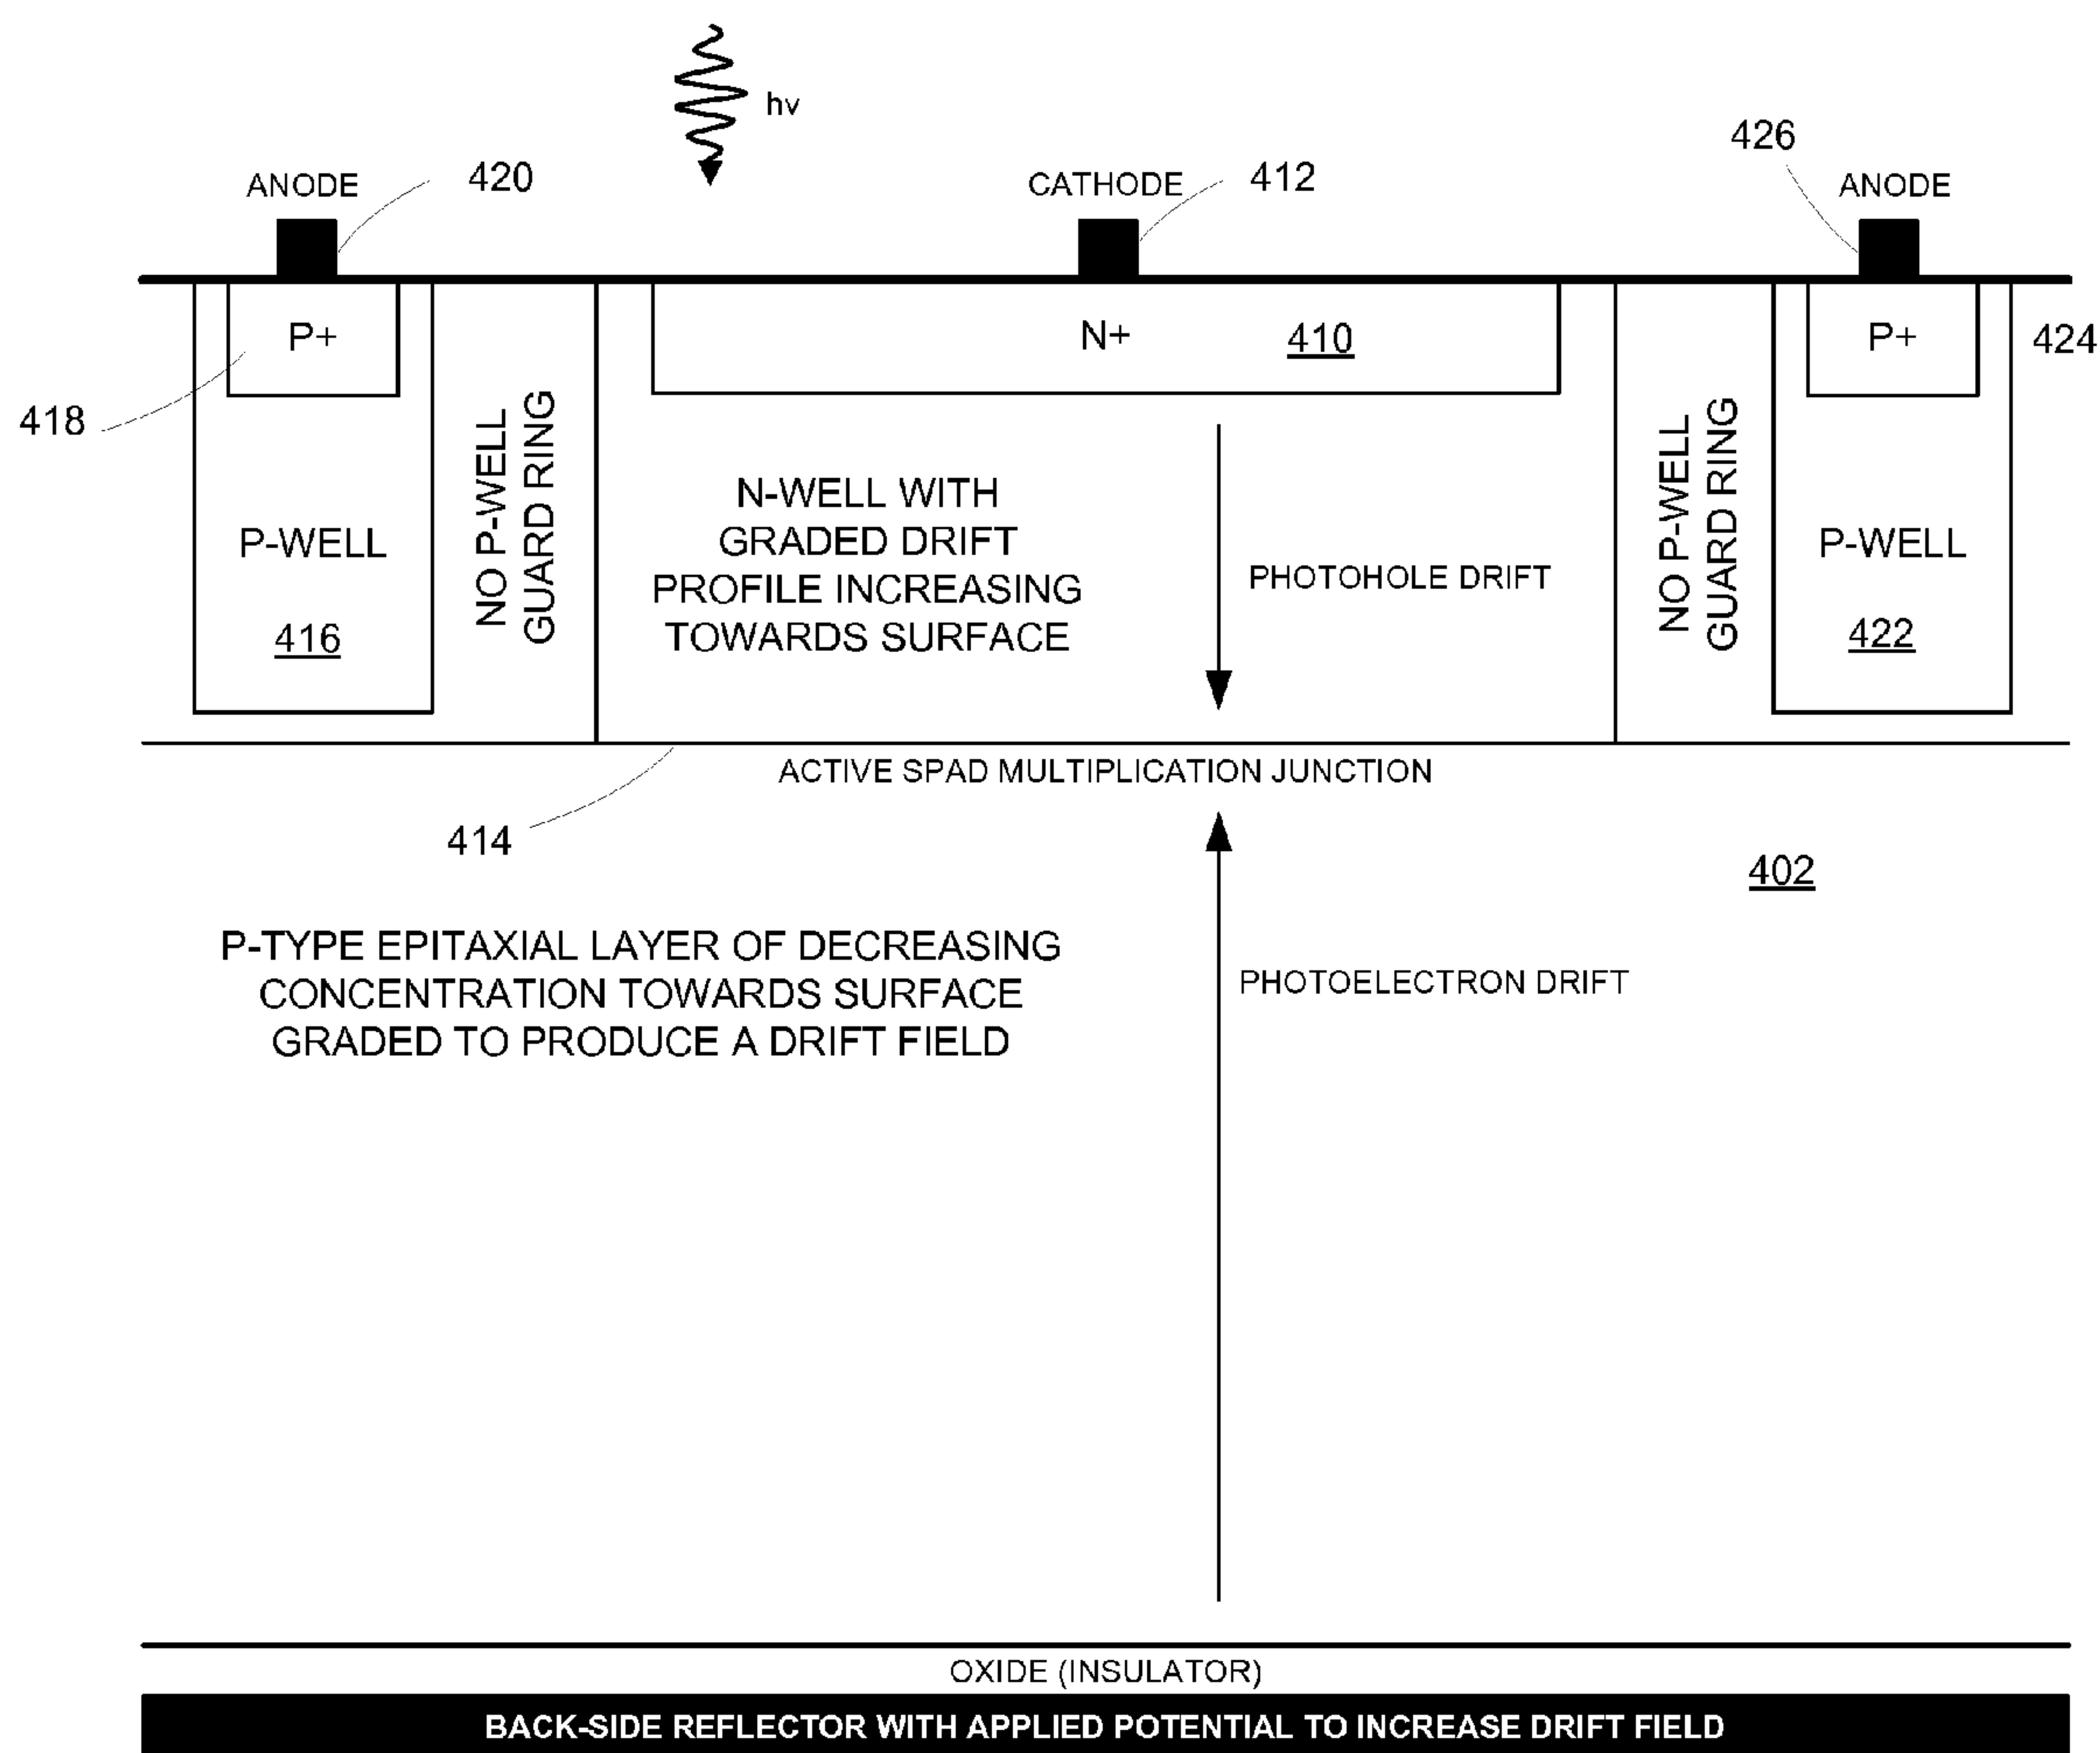 hv
426
ANODE
420
CATHODE
412
ANODE
P+
N+
410
P+
424
418
NO P-WELL
GUARD RING
N-WELL WITH
GRADED DRIFT
PROFILE INCREASING
TOWARDS SURFACE
PHOTOHOLE DRIFT
NO P-WELL
GUARD RING
P-WELL
416
P-WELL
422
ACTIVE SPAD MULTIPLICATION JUNCTION
414
402
P-TYPE EPITAXIAL LAYER OF DECREASING
CONCENTRATION TOWARDS SURFACE
GRADED TO PRODUCE A DRIFT FIELD
PHOTOELECTRON DRIFT
OXIDE (INSULATOR)
BACK-SIDE REFLECTOR WITH APPLIED POTENTIAL TO INCREASE DRIFT FIELD